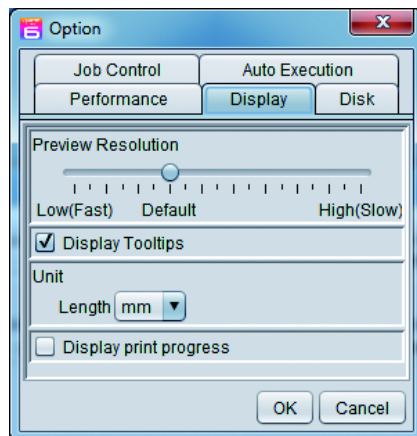 6
Option
Job Control Auto Execution
Performance Display Disk
Preview Resolution
Low(Fast) Default High(Slow)
Display Tooltips
Unit
Length mm
Display print progress
OK Cancel